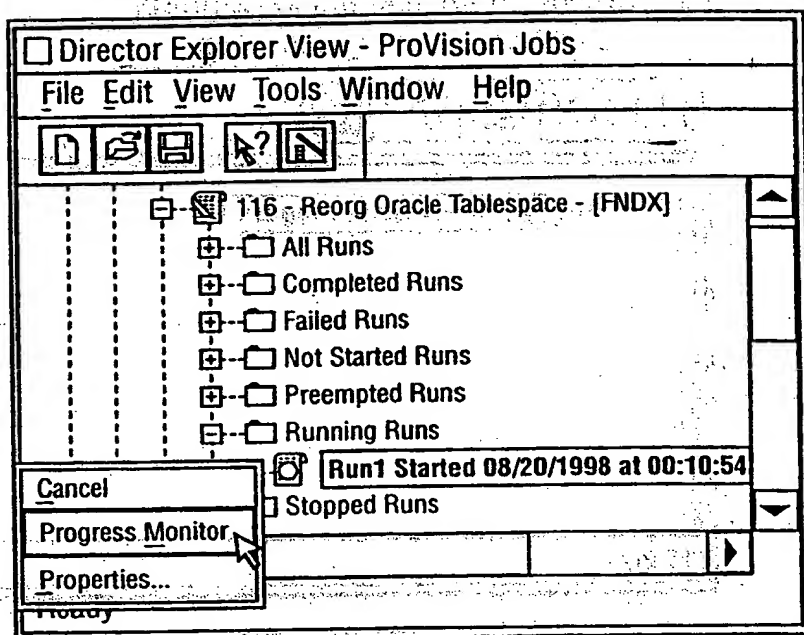 Director Explorer View - ProVision Jobs
File Edit View Tools Window Help
116 - Reorg Oracle Tablespace - [FNDX]
All Runs
Completed Runs
Failed Runs
Not Started Runs
Preempted Runs
Running Runs
Run1 Started 08/20/1998 at 00:10:54
Stopped Runs
Cancel
Progress Monitor
Properties...
Ready